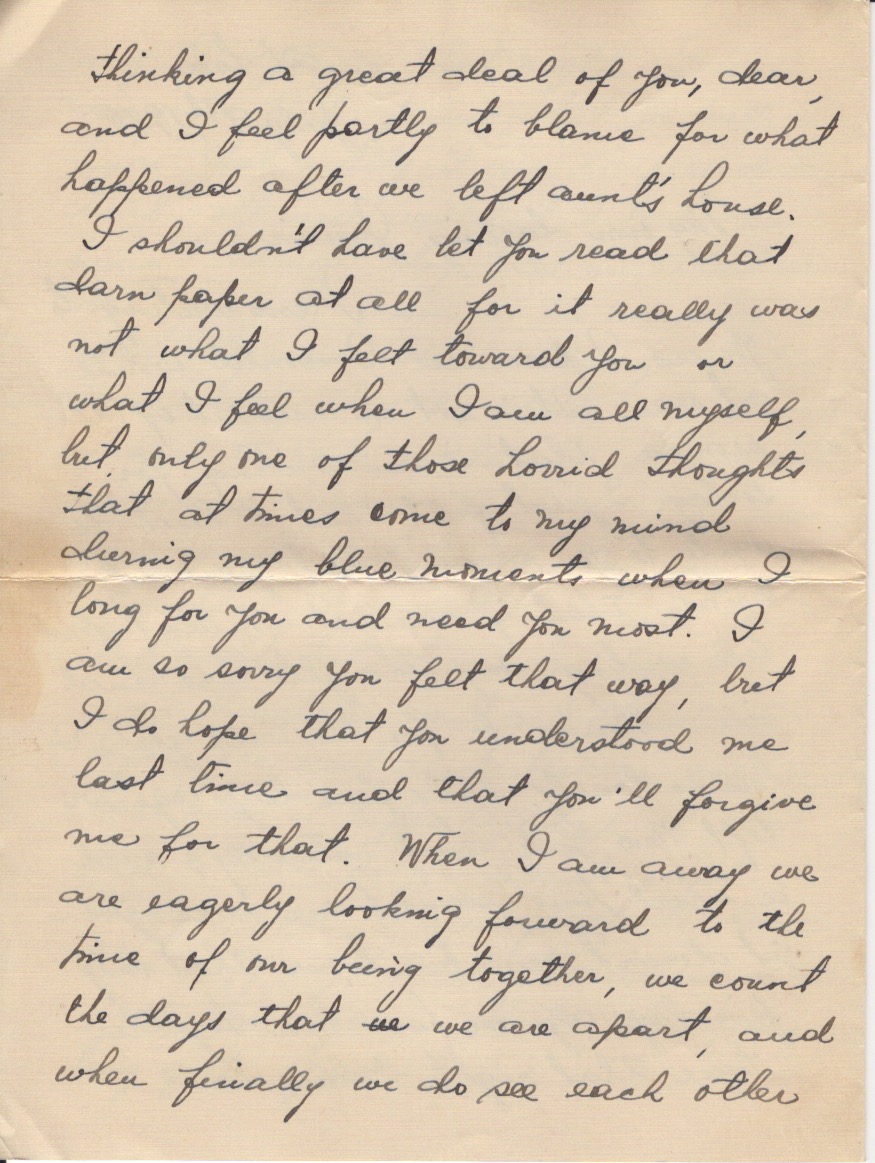 thinking a great deal of you, dear,
and I feel partly to blame for what
happened after we left aunt's house.
I shouldn't have let you read that
darn paper at all for it really was
not what I felt toward you or
what I feel when I am all myself,
but only one of those horrid thoughts
that at times come to my mind
during my blue moments when I
long for you and need you most. I
am so sorry you felt that way, but
I do hope that you understood me
last time and that you'll forgive
me for that. When I am away we
are eagerly looking forward to the
time of our being together, we count
the days that we we are apart, and
when finally we do see each other